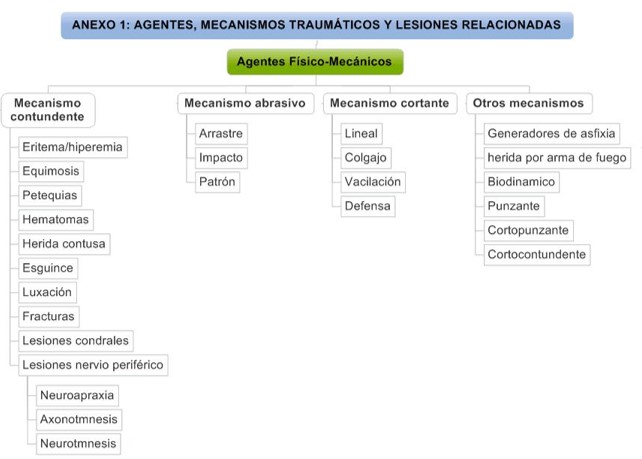 ANEXO 1: AGENTES, MECANISMOS TRAUMÁTICOS Y LESIONES RELACIONADAS
Agentes Físico-Mecánicos
Mecanismo
contundente
Eritema/hiperemia
Equimosis
Petequias
Hematomas
Herida contusa
Esguince
Luxación
Fracturas
Lesiones condrales
Lesiones nervio periférico
Neuroapraxia
Axonotmnesis
Neurotmnesis
Mecanismo abrasivo
Arrastre
Impacto
Patrón
Mecanismo cortante
Lineal
Colgajo
Vacilación
Defensa
Otros mecanismos
Generadores de asfixia
herida por arma de fuego
Biodinamico
Punzante
Cortopunzante
Cortocontundente